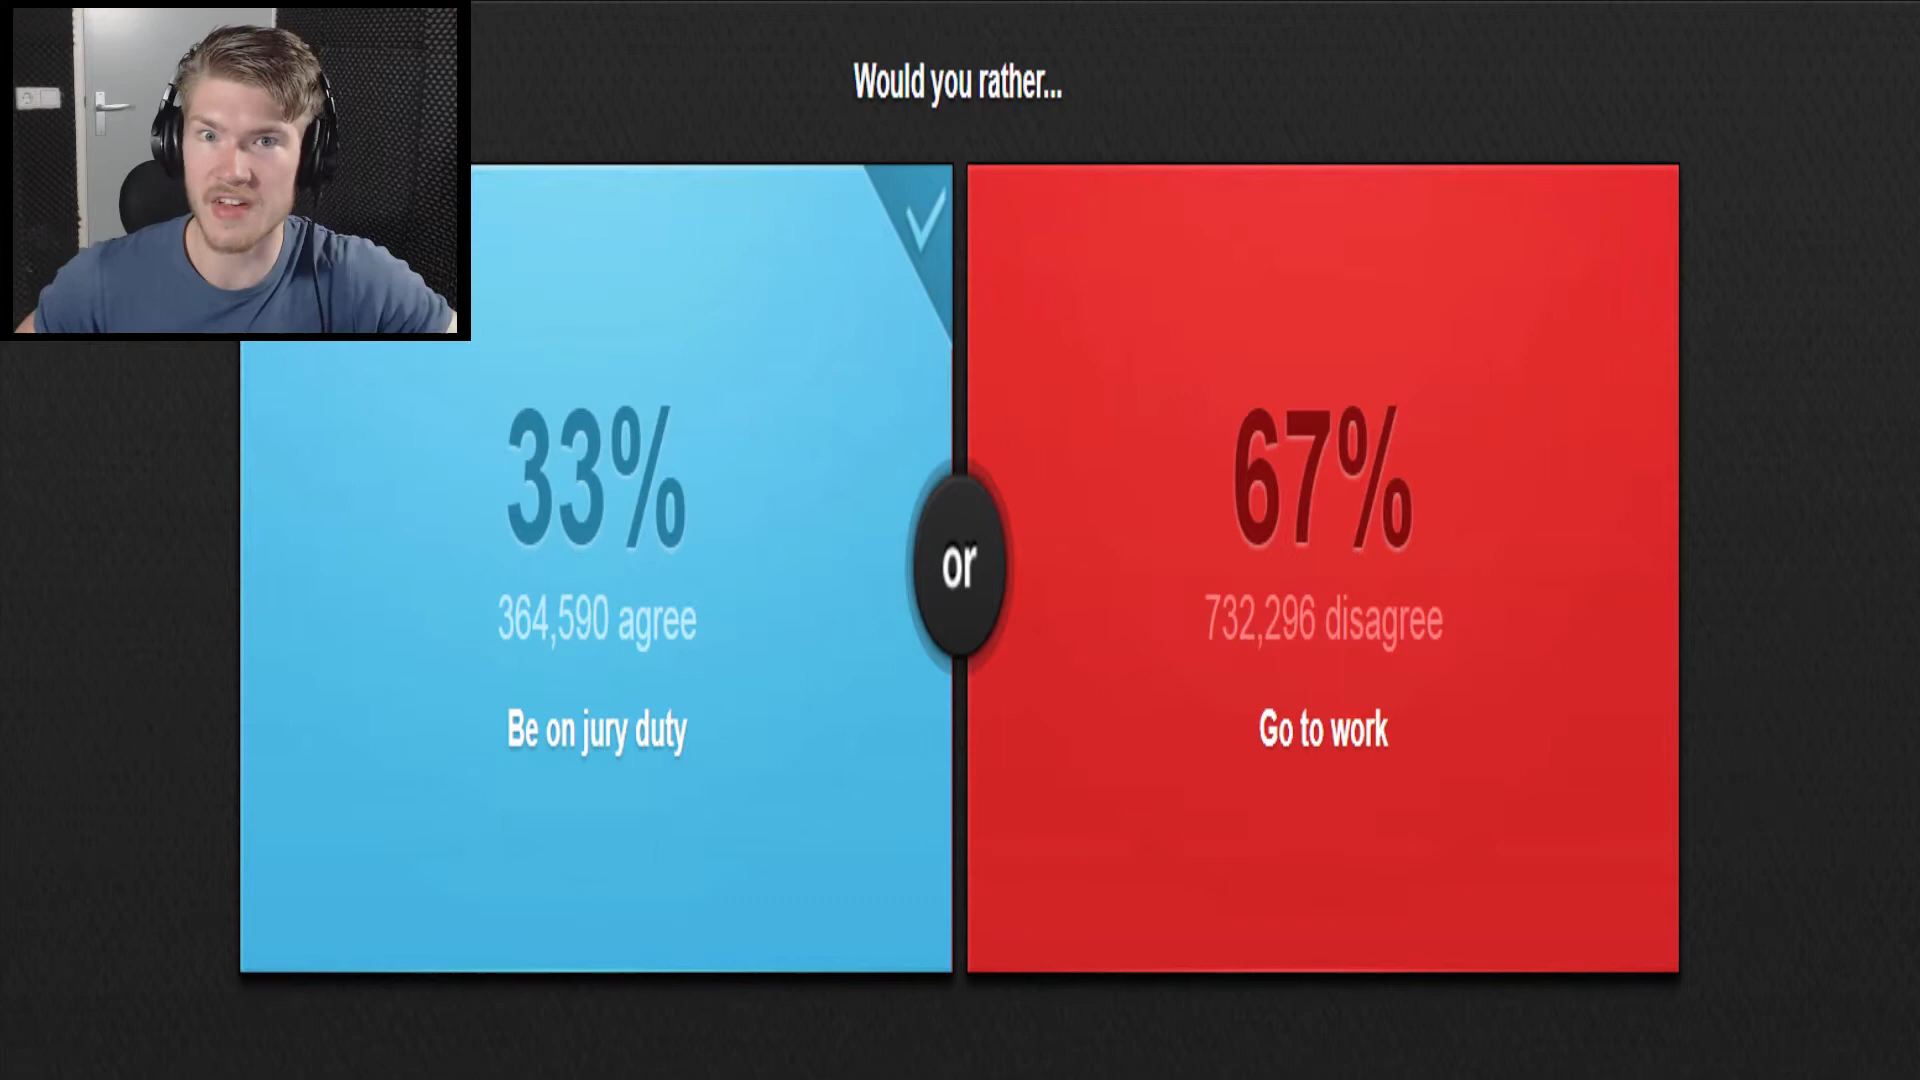 Would you rather...
33%
364,590 agree
Be on jury duty
or
67%
732,296 disagree
Go to work